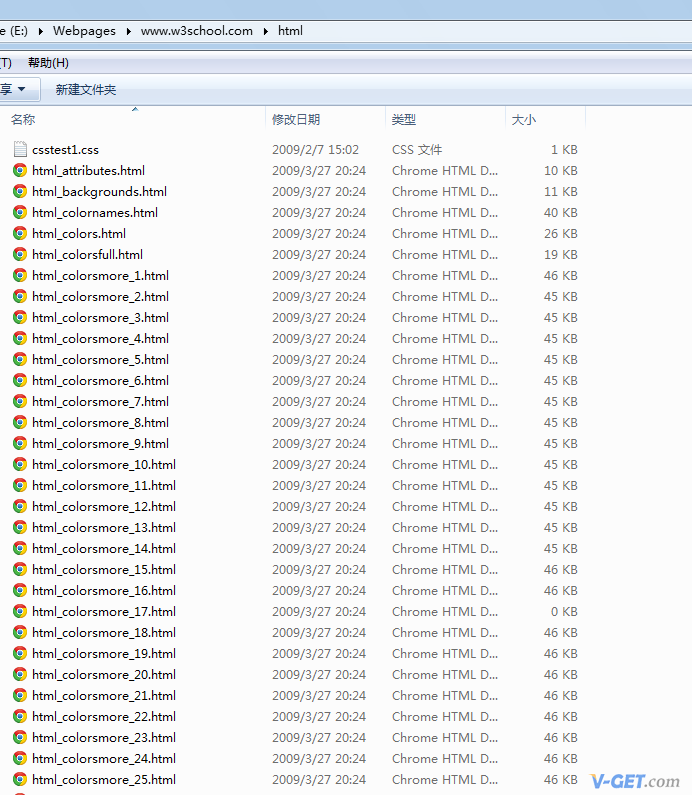 e (E:) Webpages www.w3school.com html
(T) 帮助(H)
享 新建文件夹
名称 修改日期 类型 大小
csstest1.css 2009/2/7 15:02 CSS 文件 1 KB
html_attributes.html 2009/3/27 20:24 Chrome HTML D... 10 KB
html_backgrounds.html 2009/3/27 20:24 Chrome HTML D... 11 KB
html_colornames.html 2009/3/27 20:24 Chrome HTML D... 40 KB
html_colors.html 2009/3/27 20:24 Chrome HTML D... 26 KB
html_colorsfull.html 2009/3/27 20:24 Chrome HTML D... 19 KB
html_colorsmore_1.html 2009/3/27 20:24 Chrome HTML D... 46 KB
html_colorsmore_2.html 2009/3/27 20:24 Chrome HTML D... 45 KB
html_colorsmore_3.html 2009/3/27 20:24 Chrome HTML D... 45 KB
html_colorsmore_4.html 2009/3/27 20:24 Chrome HTML D... 45 KB
html_colorsmore_5.html 2009/3/27 20:24 Chrome HTML D... 45 KB
html_colorsmore_6.html 2009/3/27 20:24 Chrome HTML D... 45 KB
html_colorsmore_7.html 2009/3/27 20:24 Chrome HTML D... 45 KB
html_colorsmore_8.html 2009/3/27 20:24 Chrome HTML D... 45 KB
html_colorsmore_9.html 2009/3/27 20:24 Chrome HTML D... 45 KB
html_colorsmore_10.html 2009/3/27 20:24 Chrome HTML D... 45 KB
html_colorsmore_11.html 2009/3/27 20:24 Chrome HTML D... 45 KB
html_colorsmore_12.html 2009/3/27 20:24 Chrome HTML D... 45 KB
html_colorsmore_13.html 2009/3/27 20:24 Chrome HTML D... 45 KB
html_colorsmore_14.html 2009/3/27 20:24 Chrome HTML D... 45 KB
html_colorsmore_15.html 2009/3/27 20:24 Chrome HTML D... 46 KB
html_colorsmore_16.html 2009/3/27 20:24 Chrome HTML D... 46 KB
html_colorsmore_17.html 2009/3/27 20:24 Chrome HTML D... 0 KB
html_colorsmore_18.html 2009/3/27 20:24 Chrome HTML D... 46 KB
html_colorsmore_19.html 2009/3/27 20:24 Chrome HTML D... 46 KB
html_colorsmore_20.html 2009/3/27 20:24 Chrome HTML D... 46 KB
html_colorsmore_21.html 2009/3/27 20:24 Chrome HTML D... 46 KB
html_colorsmore_22.html 2009/3/27 20:24 Chrome HTML D... 46 KB
html_colorsmore_23.html 2009/3/27 20:24 Chrome HTML D... 46 KB
html_colorsmore_24.html 2009/3/27 20:24 Chrome HTML D... 46 KB
html_colorsmore_25.html 2009/3/27 20:24 Chrome HTML D... 46 KB
V-GET.com